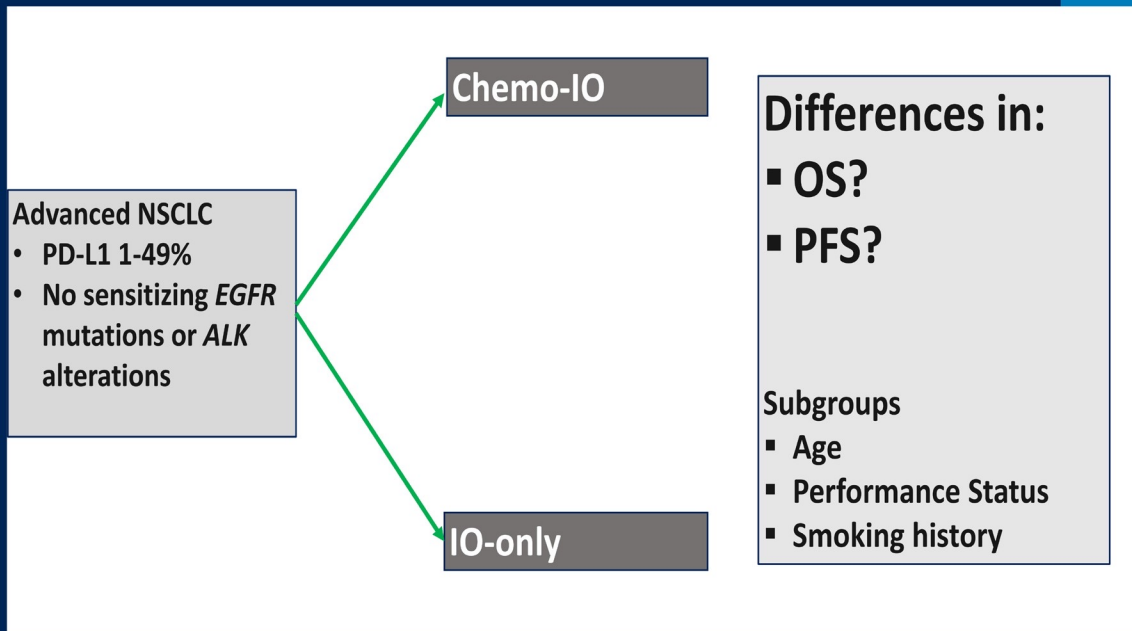 Chemo-IO
Differences in:
▪ OS?
▪ PFS?
Advanced NSCLC
• PD-L1 1-49%
• No sensitizing EGFR
mutations or ALK
alterations
Subgroups
▪ Age
▪ Performance Status
▪ Smoking history
IO-only